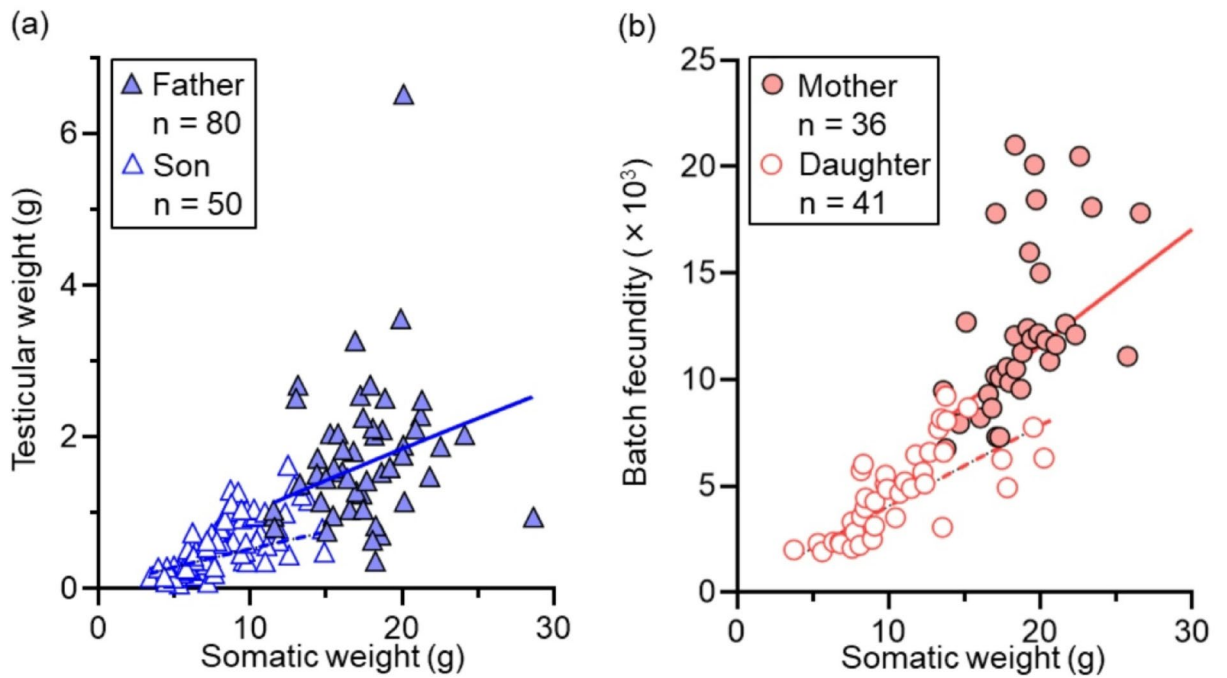 (a)
Father
n = 80
Son
n = 50
Testicular weight (g)
6
4
2
0
0
10
20
30
Somatic weight (g)
(b)
Mother
n = 36
Daughter
n = 41
Batch fecundity ( × 10³)
25
20
15
10
5
0
0
10
20
30
Somatic weight (g)